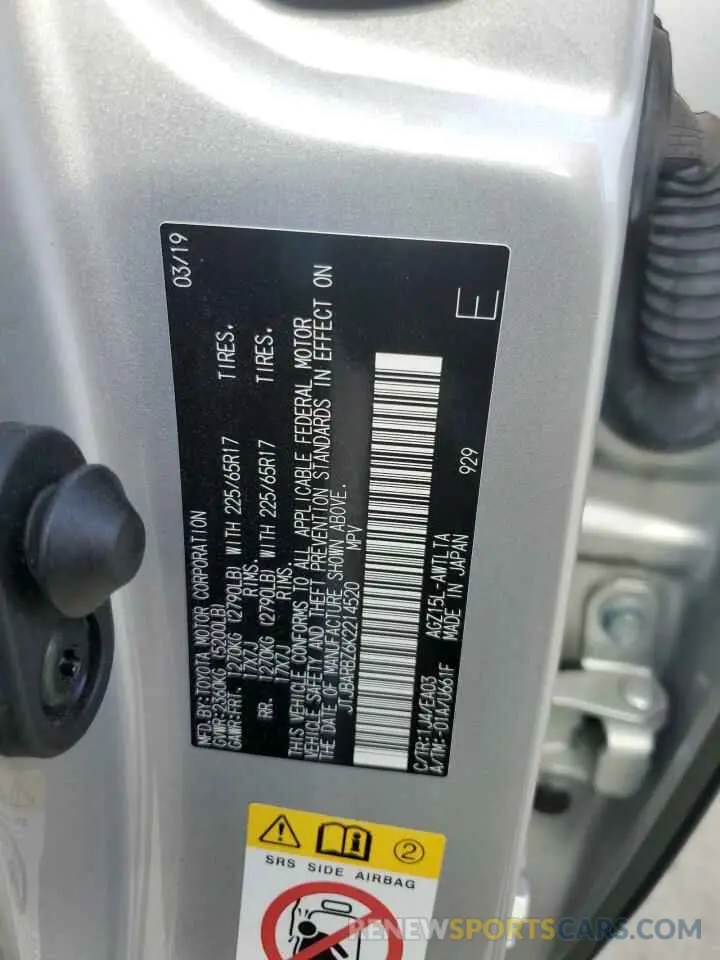 03/19
MFD.BY:TOYOTA MOTOR CORPORATION
GVWR:2360KG (5200LB)
GAWR:FRT. 1270KG (2790LB) WITH 225/65R17 TIRES.
17X7J RIMS.
RR. 1270KG (2790LB) WITH 225/65R17 TIRES.
17X7J RIMS.
THIS VEHICLE CONFORMS TO ALL APPLICABLE FEDERAL MOTOR
VEHICLE SAFETY AND THEFT PREVENTION STANDARDS IN EFFECT ON
THE DATE OF MANUFACTURE SHOWN ABOVE.
JTJBARBZ6K2214520 MPV
C/TR:1J4/EA03 AGZ15L-AWTLTA 929
A/TM:-01A/U661F MADE IN JAPAN
E
2
SRS SIDE AIRBAG
RENEWSPORTSCARS.COM